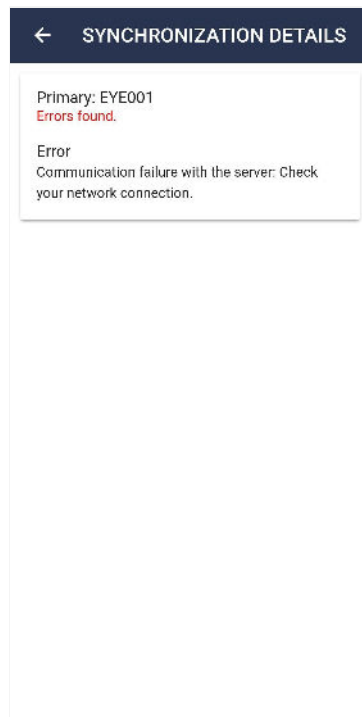 SYNCHRONIZATION DETAILS
Primary: EYE001
Errors found.
Error
Communication failure with the server: Check
your network connection.